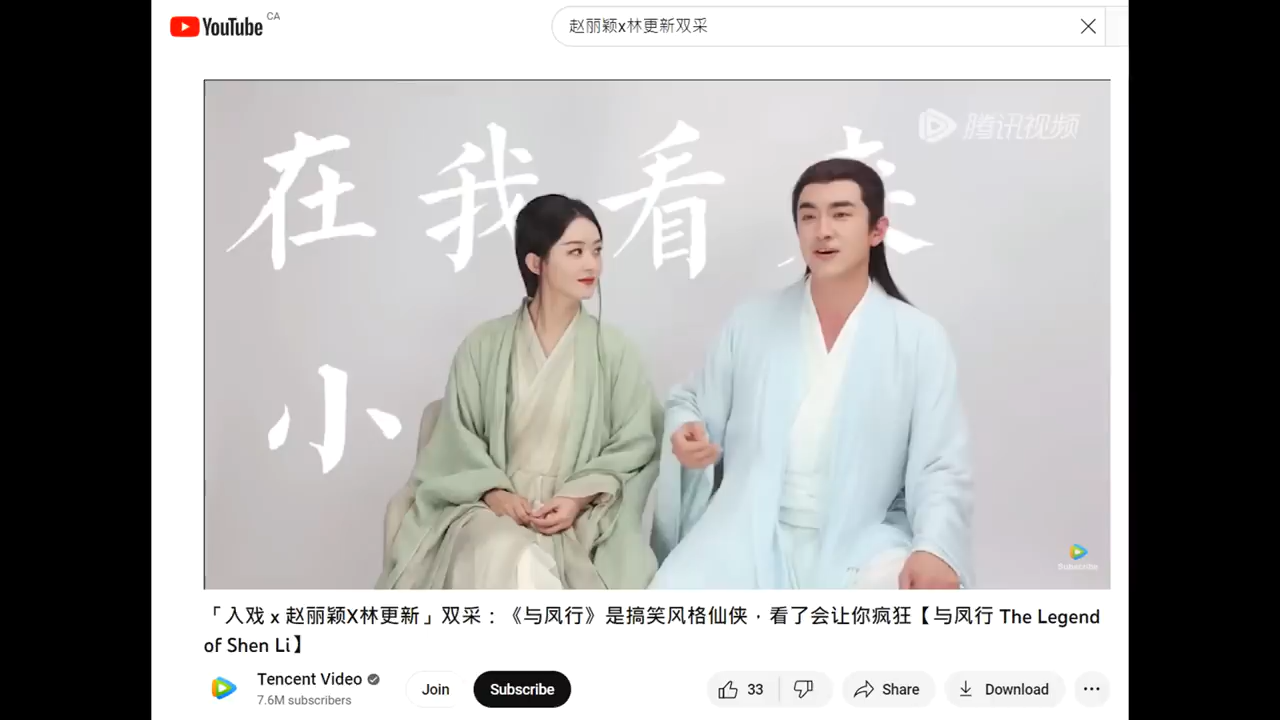 YouTube CA
赵丽颖x林更新双采
腾讯视频
在我看来
小
Subscribe
「入戏 x 赵丽颖X林更新」双采：《与凤行》是搞笑风格仙侠，看了会让你疯狂【与凤行 The Legend
of Shen Li】
Tencent Video
7.6M subscribers
Join
Subscribe
33
Share
Download